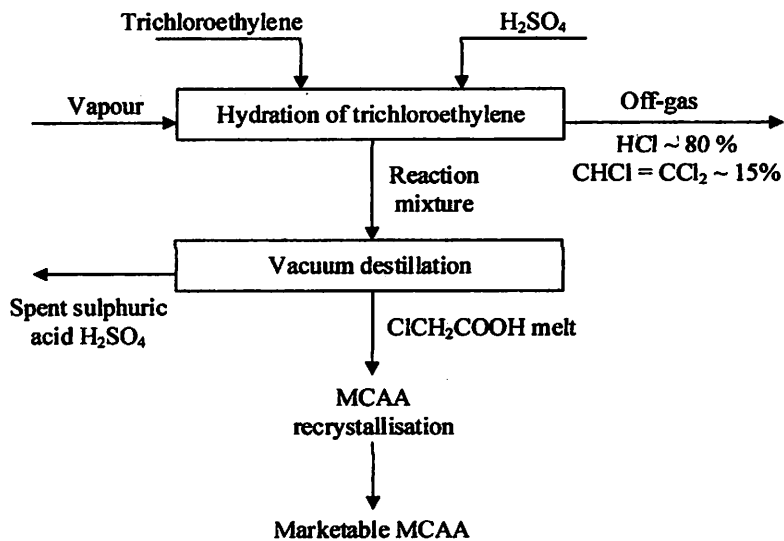 Trichloroethylene
H₂SO₄
Vapour
Hydration of trichloroethylene
Off-gas
HCl ~ 80 %
CHCl = CCl₂ ~ 15%
Reaction
mixture
Vacuum destillation
Spent sulphuric
acid H₂SO₄
ClCH₂COOH melt
MCAA
recrystallisation
Marketable MCAA